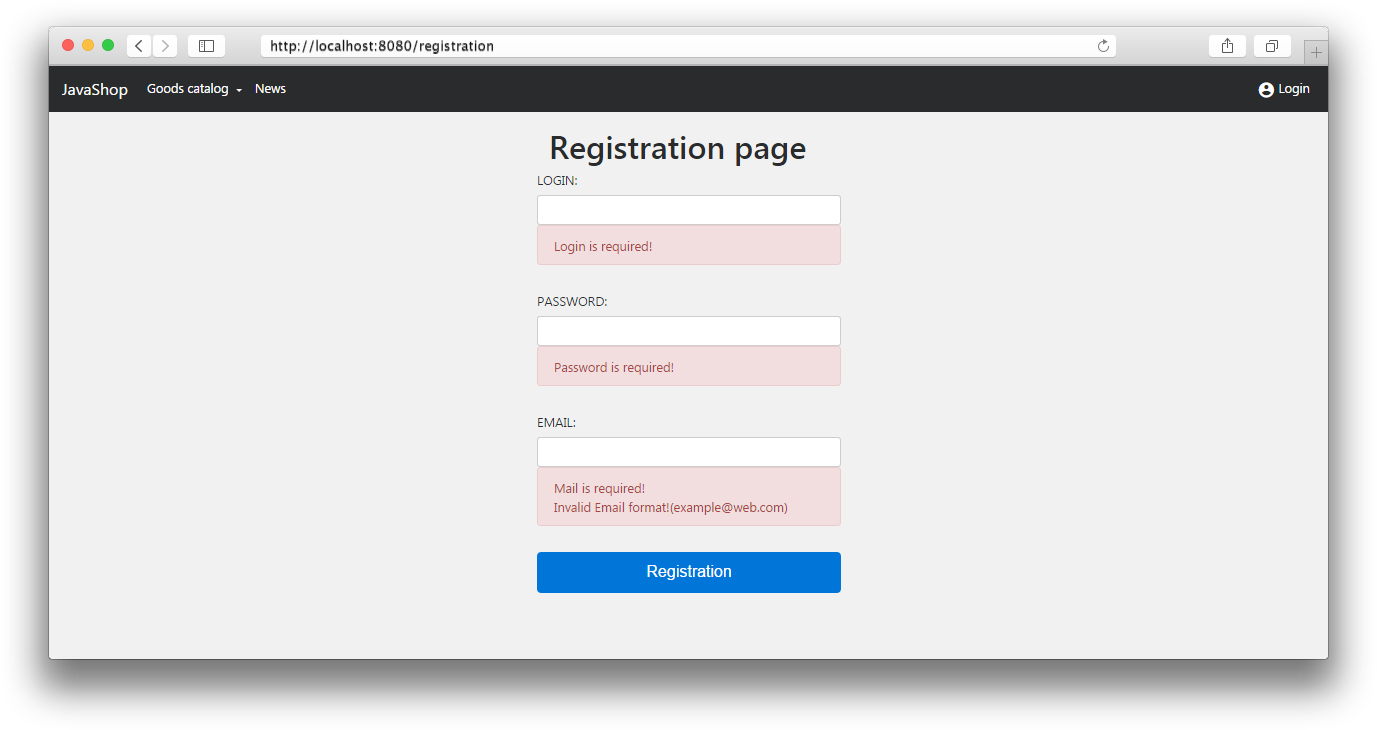 http://localhost:8080/registration
JavaShop Goods catalog News Login
Registration page
LOGIN:
Login is required!
PASSWORD:
Password is required!
EMAIL:
Mail is required!
Invalid Email format!(example@web.com)
Registration